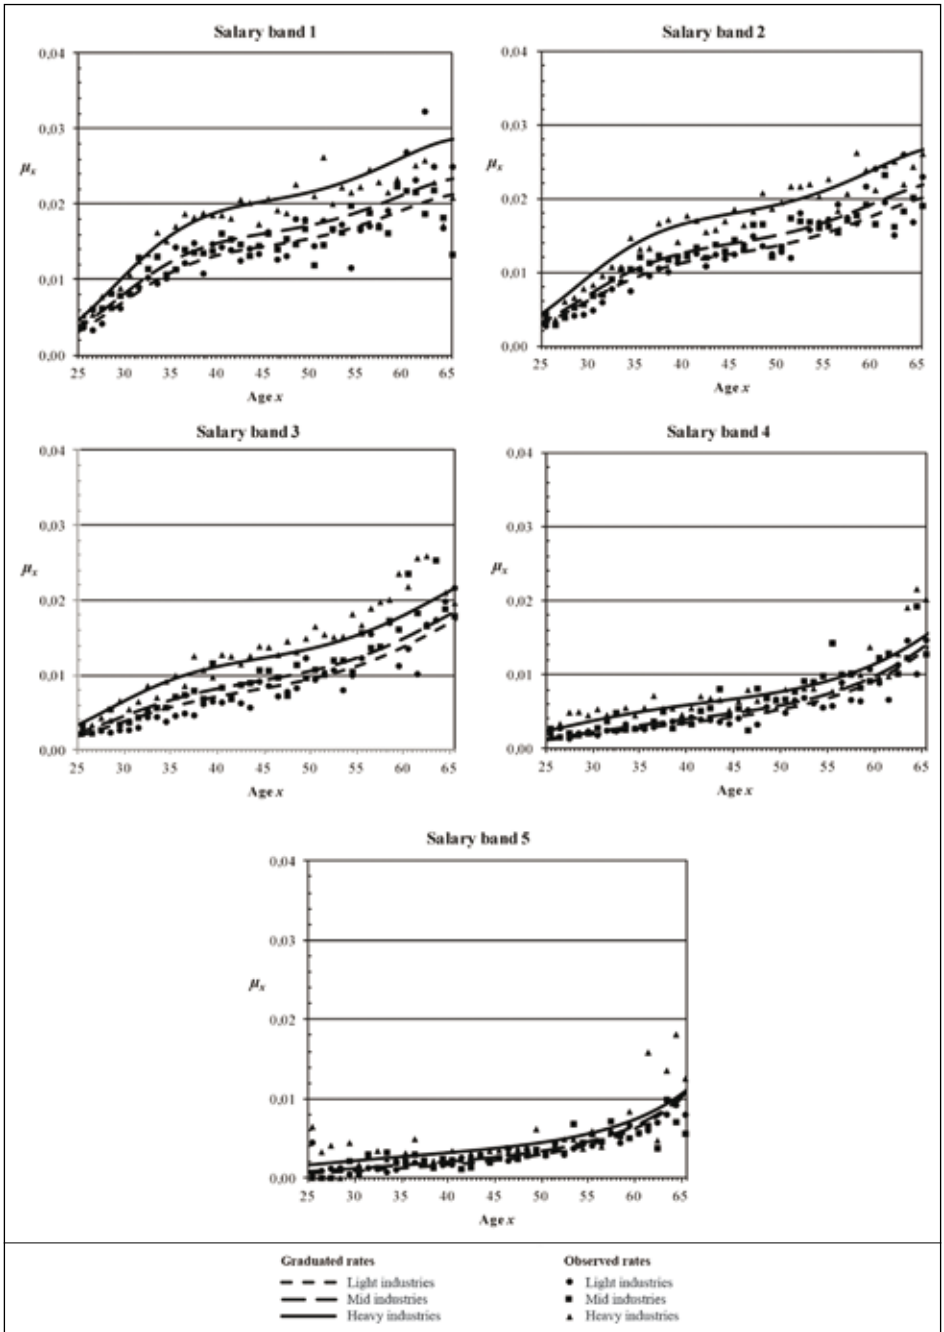 Salary band 1
0,04
0,03
μx
0,02
0,01
0,00
25 30 35 40 45 50 55 60 65
Age x
Salary band 2
0,04
0,03
μx
0,02
0,01
0,00
25 30 35 40 45 50 55 60 65
Age x
Salary band 3
0,04
0,03
μx
0,02
0,01
0,00
25 30 35 40 45 50 55 60 65
Age x
Salary band 4
0,04
0,03
μx
0,02
0,01
0,00
25 30 35 40 45 50 55 60 65
Age x
Salary band 5
0,04
0,03
μx
0,02
0,01
0,00
25 30 35 40 45 50 55 60 65
Age x
Graduated rates
Light industries
Mid industries
Heavy industries
Observed rates
Light industries
Mid industries
Heavy industries